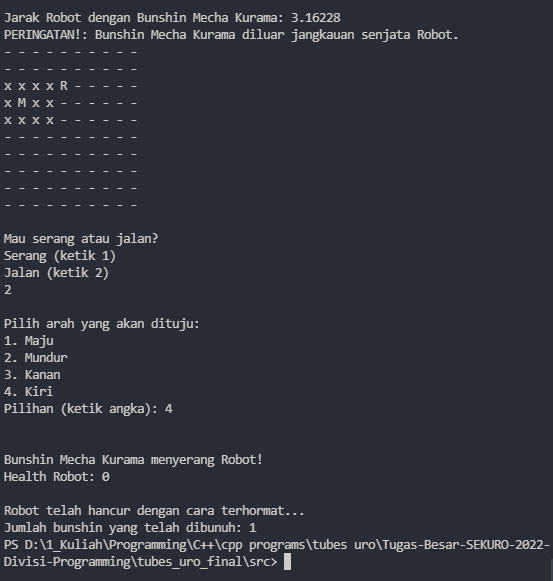 Jarak Robot dengan Bunshin Mecha Kurama: 3.16228
PERINGATAN!: Bunshin Mecha Kurama diluar jangkauan senjata Robot.
- - - - - - - - - -
- - - - - - - - - -
x x x x R - - - - -
x M x x - - - - - -
x x x x - - - - - -
- - - - - - - - - -
- - - - - - - - - -
- - - - - - - - - -
- - - - - - - - - -
- - - - - - - - - -
Mau serang atau jalan?
Serang (ketik 1)
Jalan (ketik 2)
2
Pilih arah yang akan dituju:
1. Maju
2. Mundur
3. Kanan
4. Kiri
Pilihan (ketik angka): 4
Bunshin Mecha Kurama menyerang Robot!
Health Robot: 0
Robot telah hancur dengan cara terhormat...
Jumlah bunshin yang telah dibunuh: 1
PS D:\1_Kuliah\Programming\C++\cpp programs\tubes uro\Tugas-Besar-SEKURO-2022-
Divisi-Programming\tubes_uro_final\src>